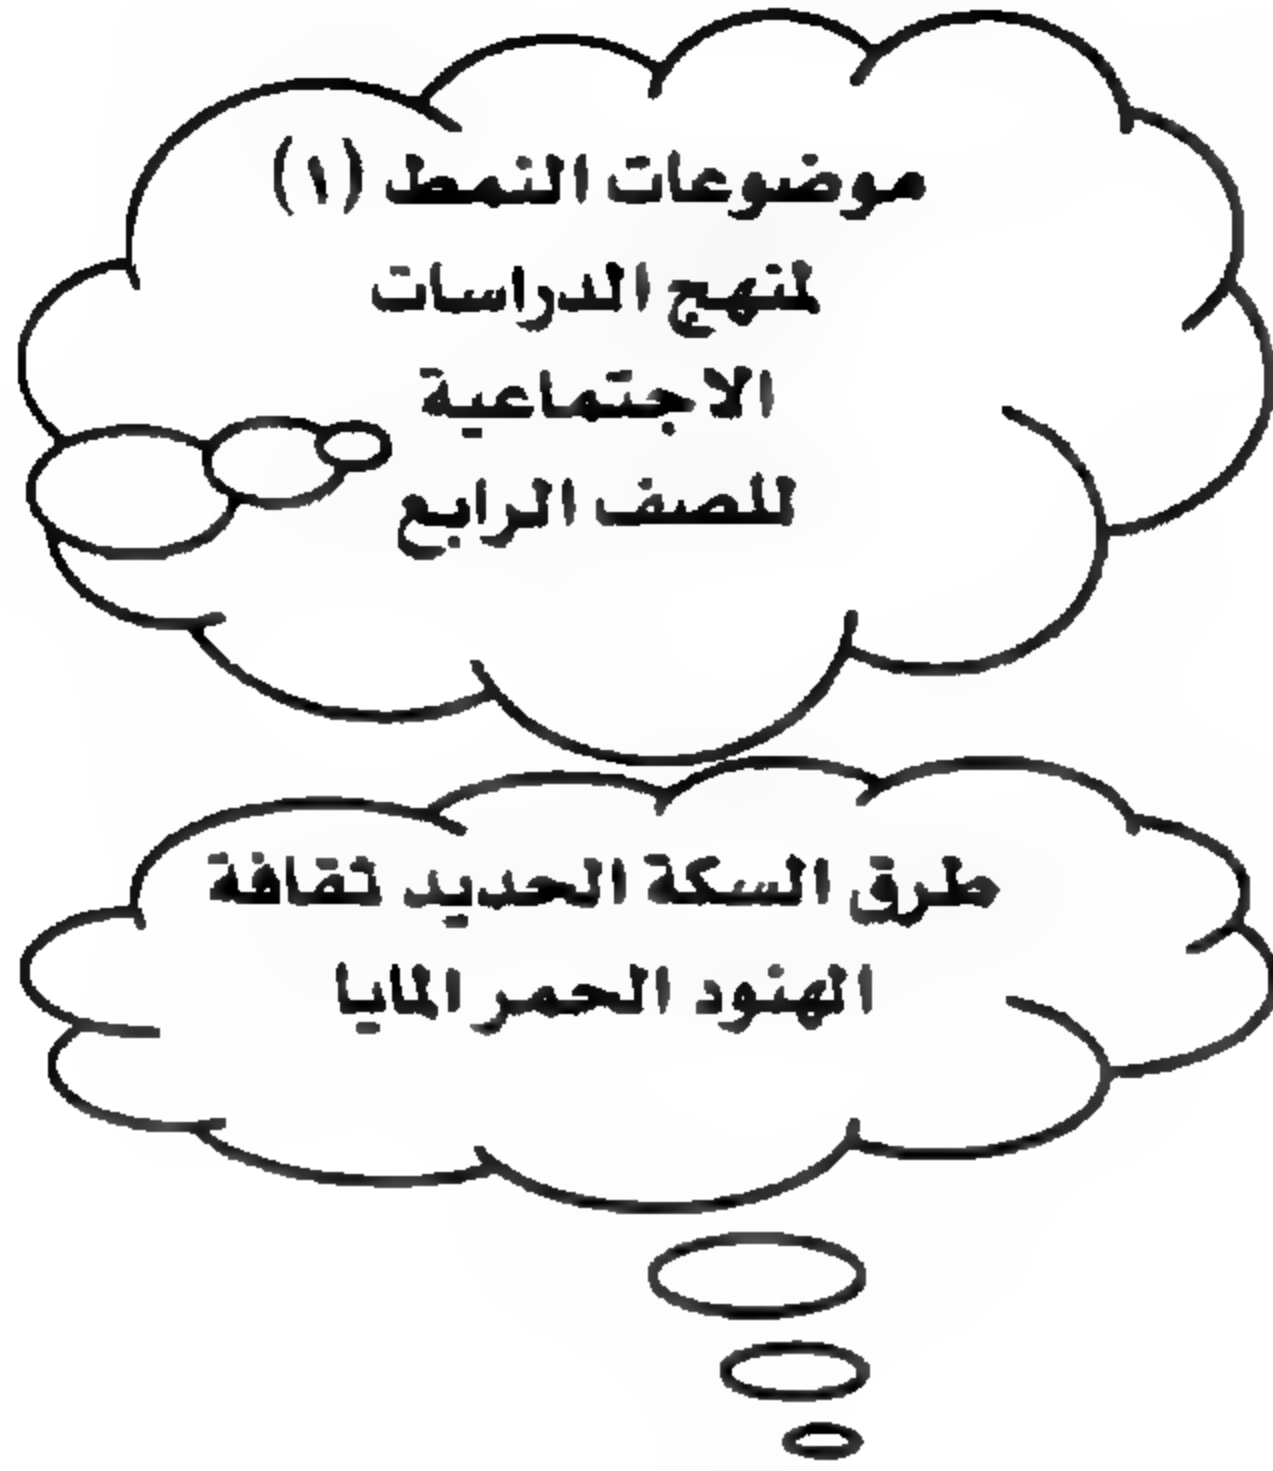 موضوعات النمط (١)
لمنهج الدراسات
الاجتماعية
للصف الرابع
طرق السكة الحديد ثقافة
الهنود الحمر المايا